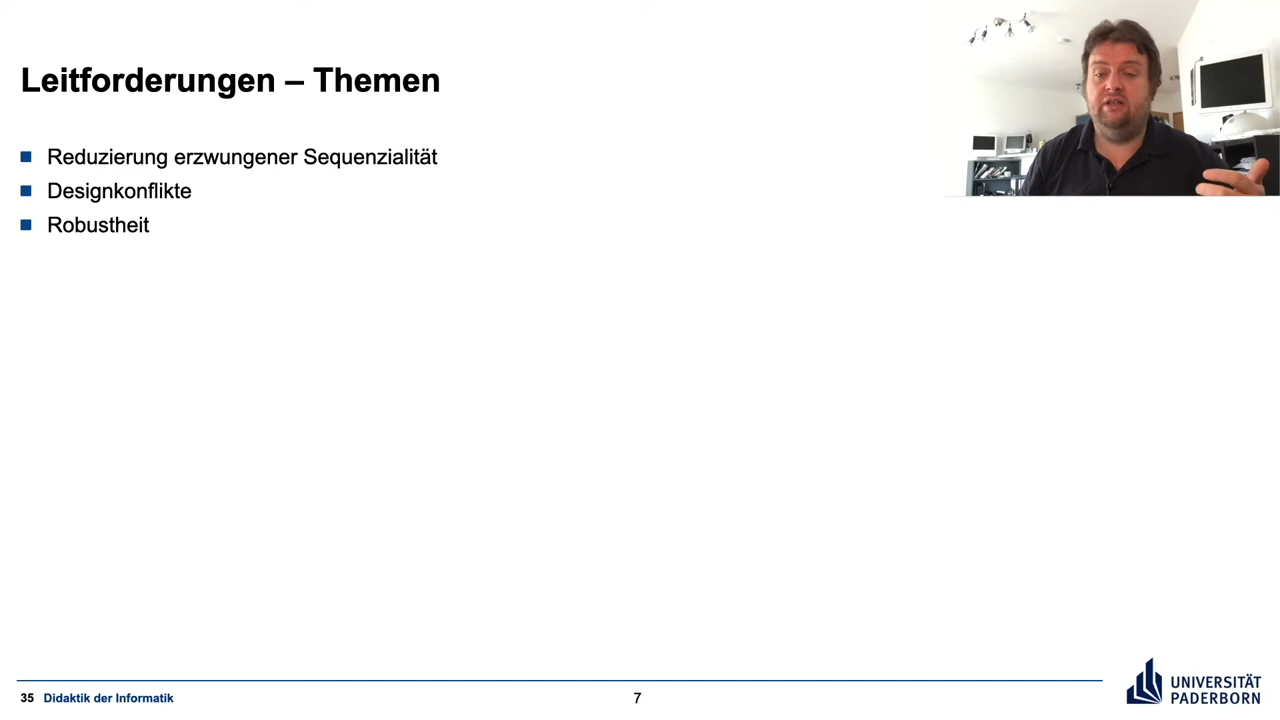 Leitforderungen – Themen
Reduzierung erzwungener Sequenzialität
Designkonflikte
Robustheit
35 Didaktik der Informatik
7
UNIVERSITÄT
PADERBORN